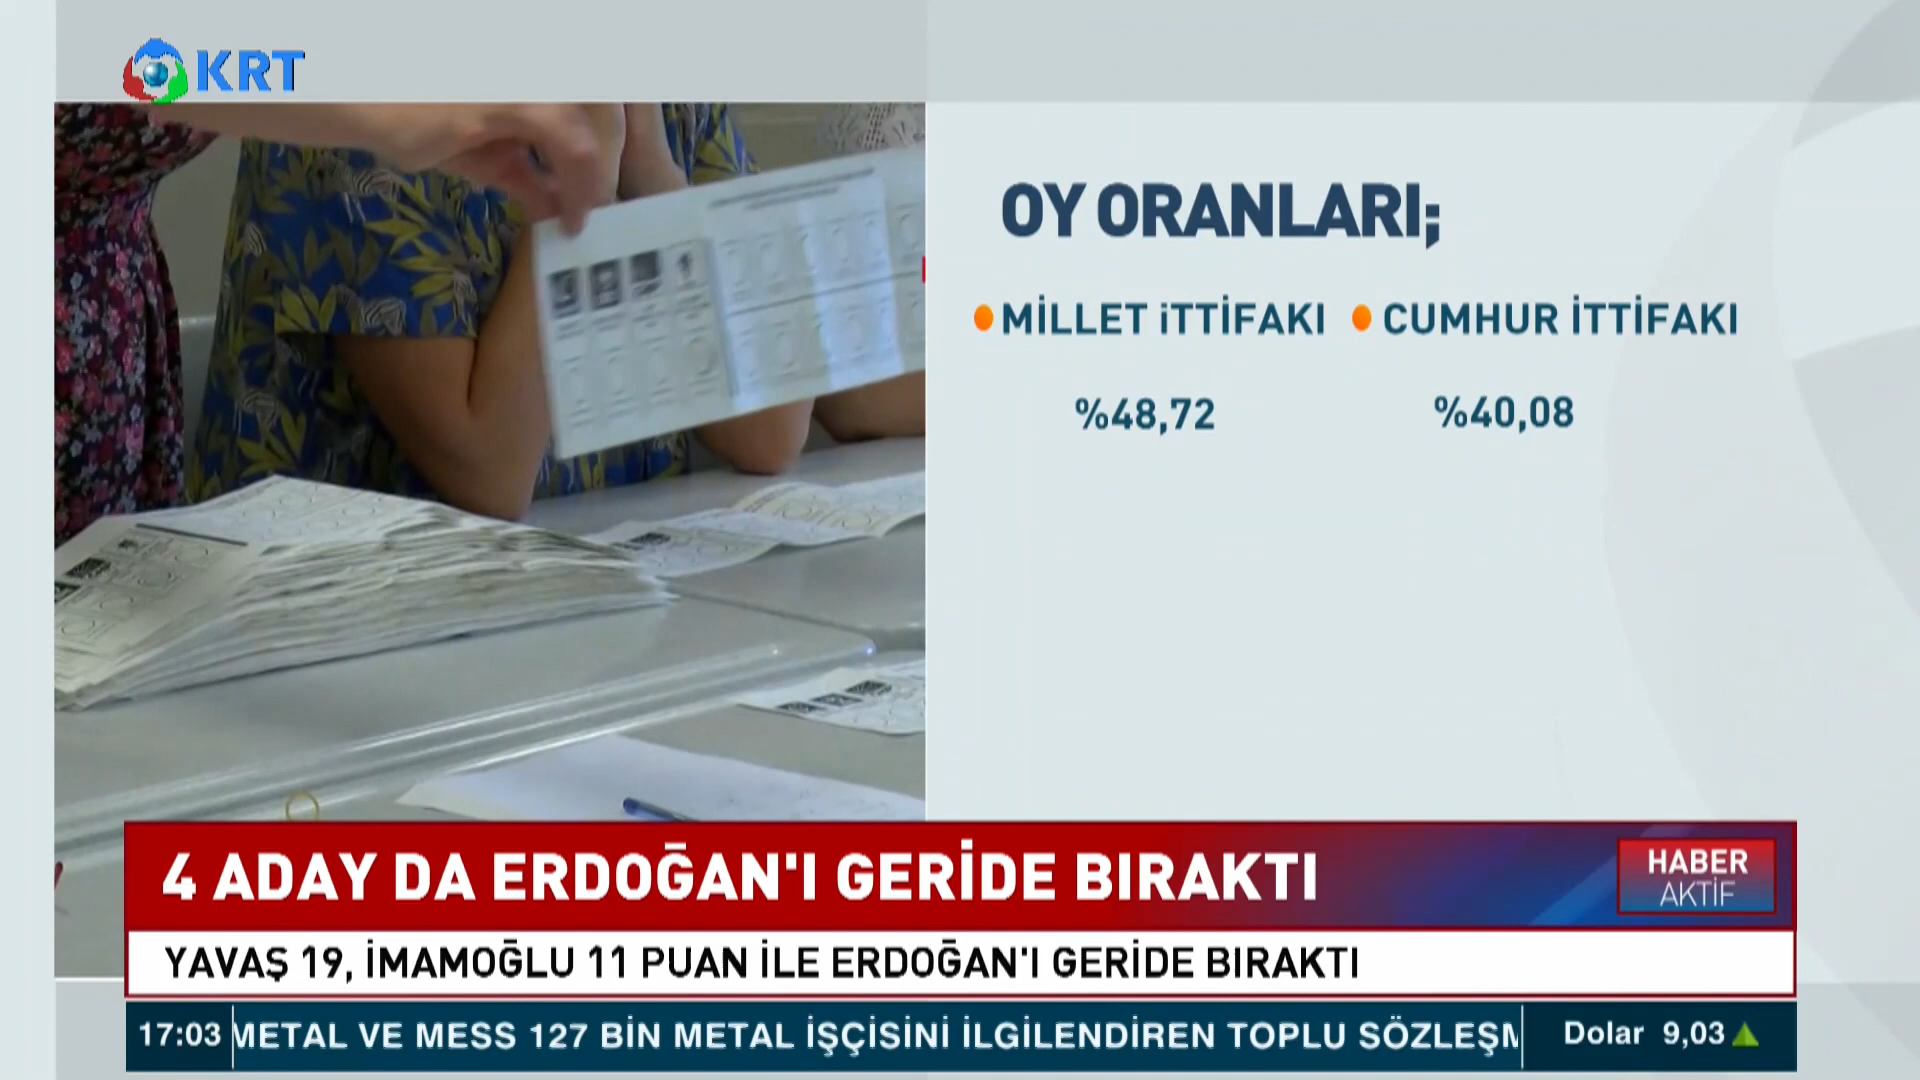 KRT
OY ORANLARI;
MİLLET iTTİFAKI
CUMHUR İTTİFAKI
%48,72
%40,08
4 ADAY DA ERDOĞAN'I GERİDE BIRAKTI
HABER
AKTİF
YAVAŞ 19, İMAMOĞLU 11 PUAN İLE ERDOĞAN'I GERİDE BIRAKTI
17:03 METAL VE MESS 127 BİN METAL İŞÇİSİNİ İLGİLENDİREN TOPLU SÖZLEŞM Dolar 9,03